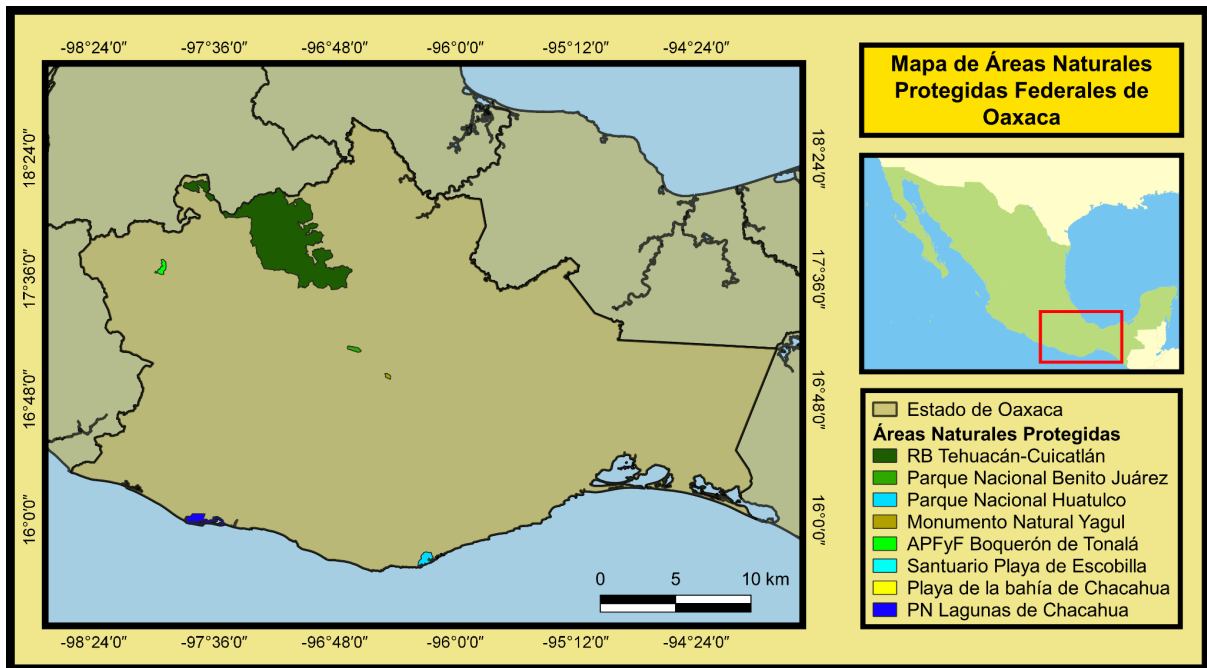 -98°24′0″ -97°36′0″ -96°48′0″ -96°0′0″ -95°12′0″ -94°24′0″
18°24′0″
17°36′0″
16°48′0″
16°0′0″
18°24′0″
17°36′0″
16°48′0″
16°0′0″
0 5 10 km
-98°24′0″ -97°36′0″ -96°48′0″ -96°0′0″ -95°12′0″ -94°24′0″
Mapa de Áreas Naturales
Protegidas Federales de
Oaxaca
Estado de Oaxaca
Áreas Naturales Protegidas
RB Tehuacán-Cuicatlán
Parque Nacional Benito Juárez
Parque Nacional Huatulco
Monumento Natural Yagul
APFyF Boquerón de Tonalá
Santuario Playa de Escobilla
Playa de la bahía de Chacahua
PN Lagunas de Chacahua